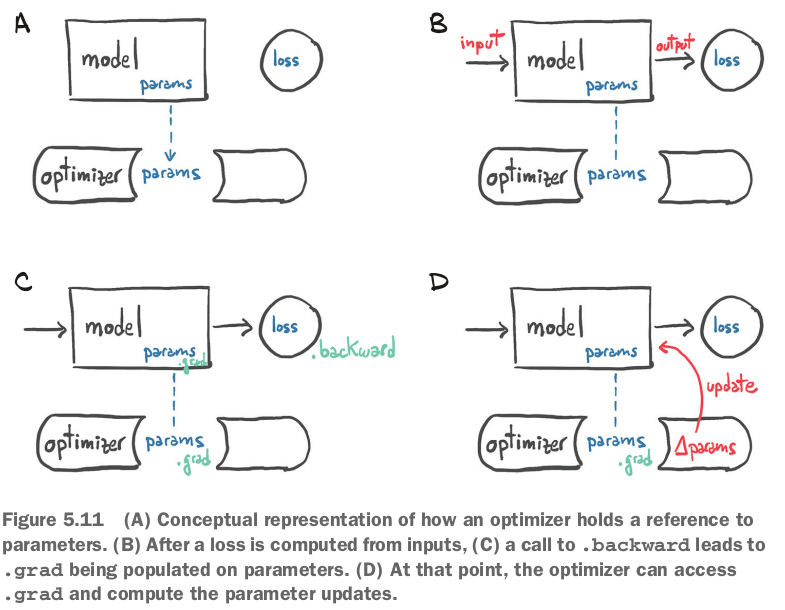 A
model
params
loss
optimizer
params
B
input
model
params
output
loss
optimizer
params
C
model
params
.grad
loss
.backward
optimizer
params
.grad
D
model
params
loss
update
optimizer
params
.grad
Δparams
Figure 5.11 (A) Conceptual representation of how an optimizer holds a reference to
parameters. (B) After a loss is computed from inputs, (C) a call to .backward leads to
.grad being populated on parameters. (D) At that point, the optimizer can access
.grad and compute the parameter updates.